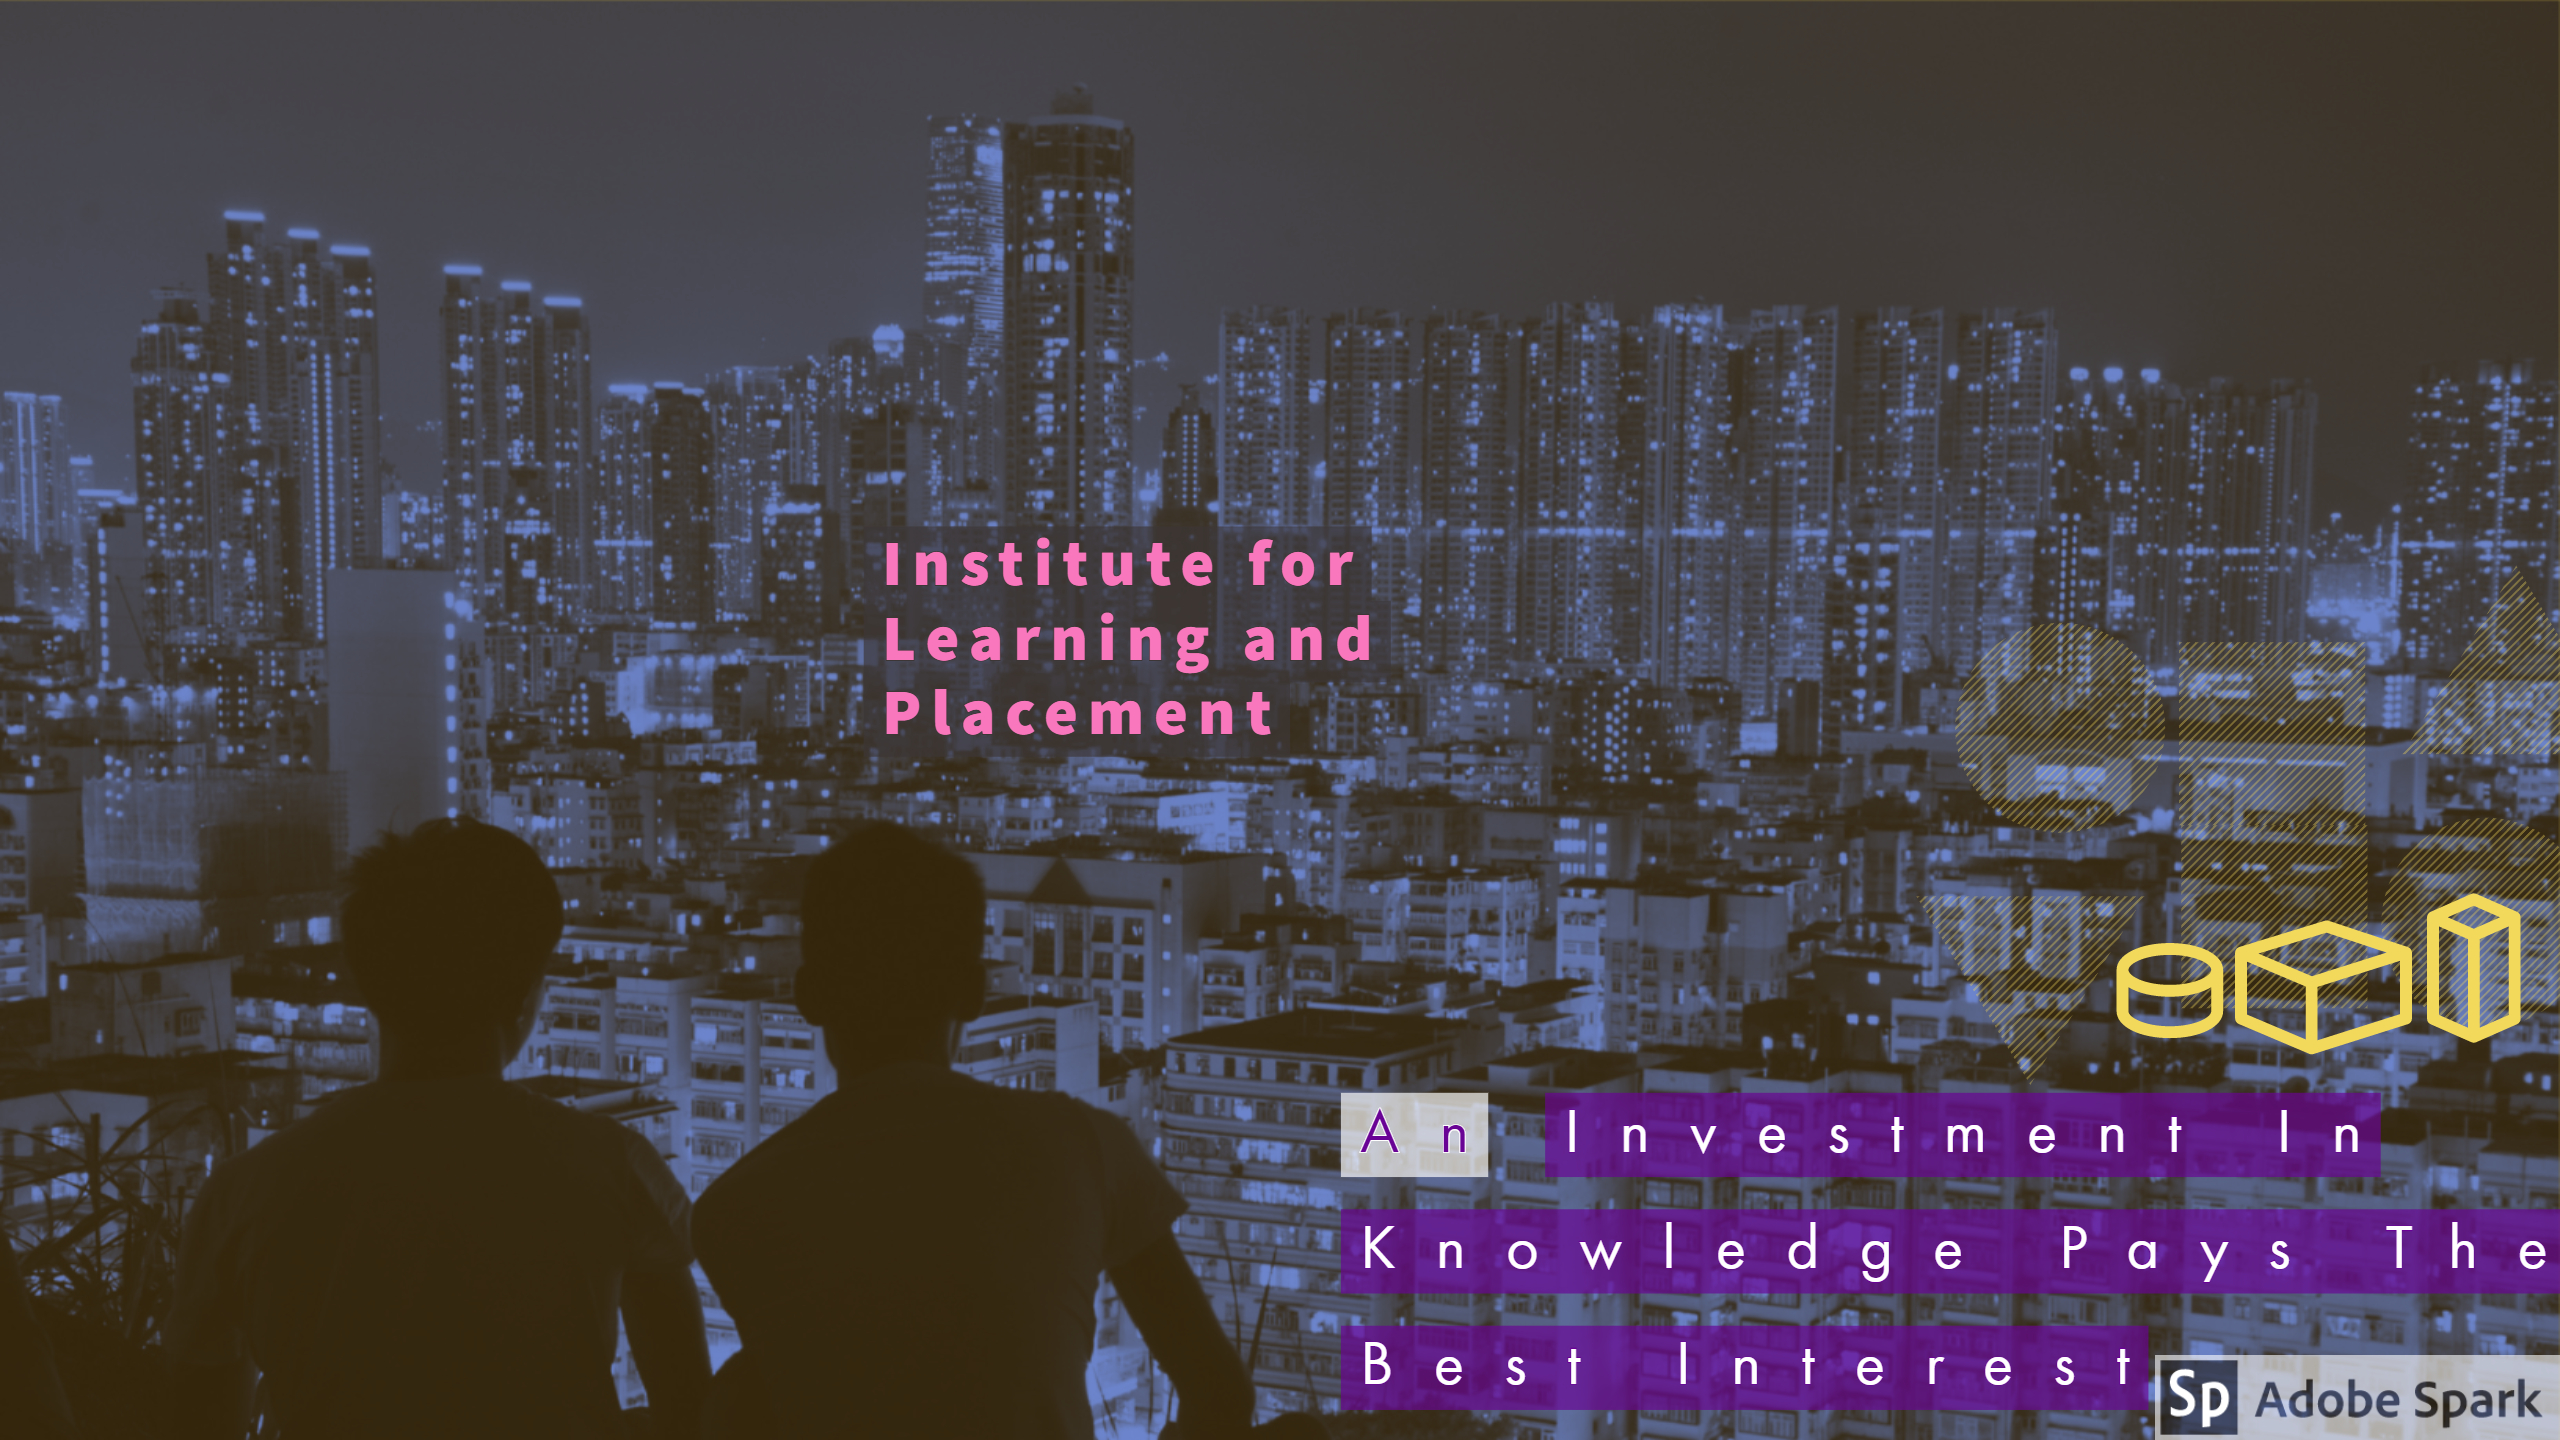 Institute for
Learning and
Placement
An Investment In
Knowledge Pays The
Best Interest
Sp Adobe Spark